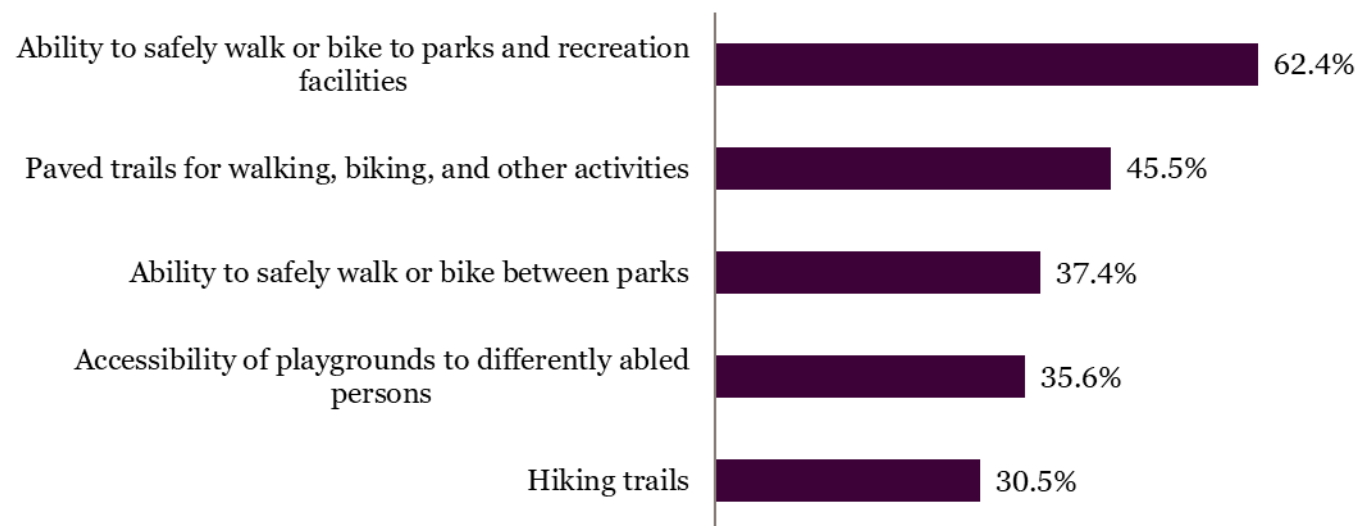 Ability to safely walk or bike to parks and recreation
facilities
62.4%
Paved trails for walking, biking, and other activities
45.5%
Ability to safely walk or bike between parks
37.4%
Accessibility of playgrounds to differently abled
persons
35.6%
Hiking trails
30.5%